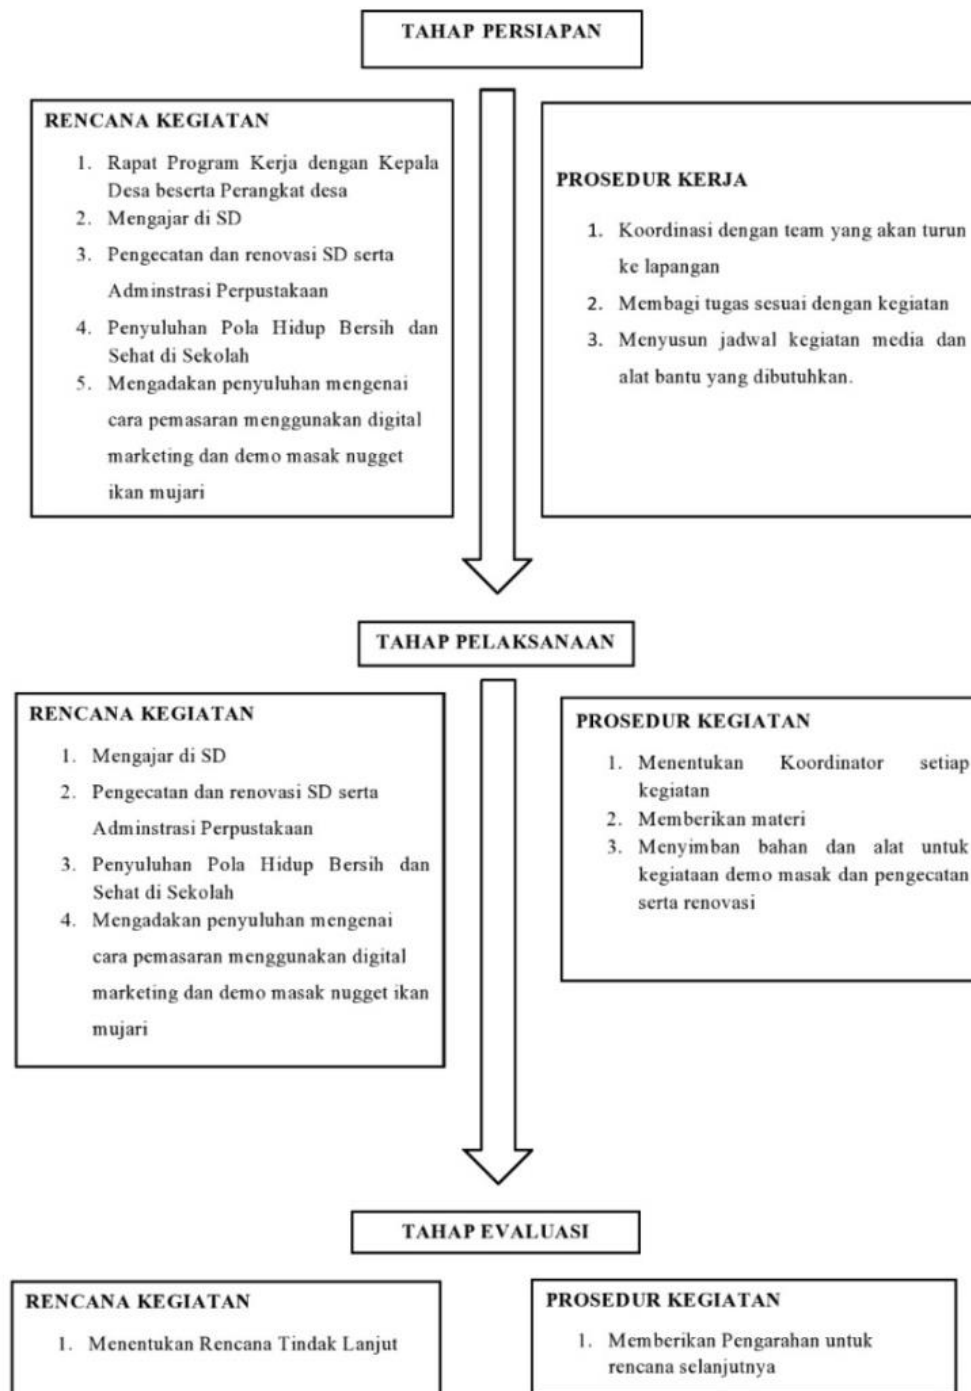 TAHAP PERSIAPAN
RENCANA KEGIATAN
1. Rapat Program Kerja dengan Kepala
Desa beserta Perangkat desa
2. Mengajar di SD
3. Pengecatan dan renovasi SD serta
Adminstrasi Perpustakaan
4. Penyuluhan Pola Hidup Bersih dan
Sehat di Sekolah
5. Mengadakan penyuluhan mengenai
cara pemasaran menggunakan digital
marketing dan demo masak nugget
ikan mujari
PROSEDUR KERJA
1. Koordinasi dengan team yang akan turun
ke lapangan
2. Membagi tugas sesuai dengan kegiatan
3. Menyusun jadwal kegiatan media dan
alat bantu yang dibutuhkan.
TAHAP PELAKSANAAN
RENCANA KEGIATAN
1. Mengajar di SD
2. Pengecatan dan renovasi SD serta
Adminstrasi Perpustakaan
3. Penyuluhan Pola Hidup Bersih dan
Sehat di Sekolah
4. Mengadakan penyuluhan mengenai
cara pemasaran menggunakan digital
marketing dan demo masak nugget ikan
mujari
PROSEDUR KEGIATAN
1. Menentukan Koordinator setiap
kegiatan
2. Memberikan materi
3. Menyimban bahan dan alat untuk
kegiataan demo masak dan pengecatan
serta renovasi
TAHAP EVALUASI
RENCANA KEGIATAN
1. Menentukan Rencana Tindak Lanjut
PROSEDUR KEGIATAN
1. Memberikan Pengarahan untuk
rencana selanjutnya